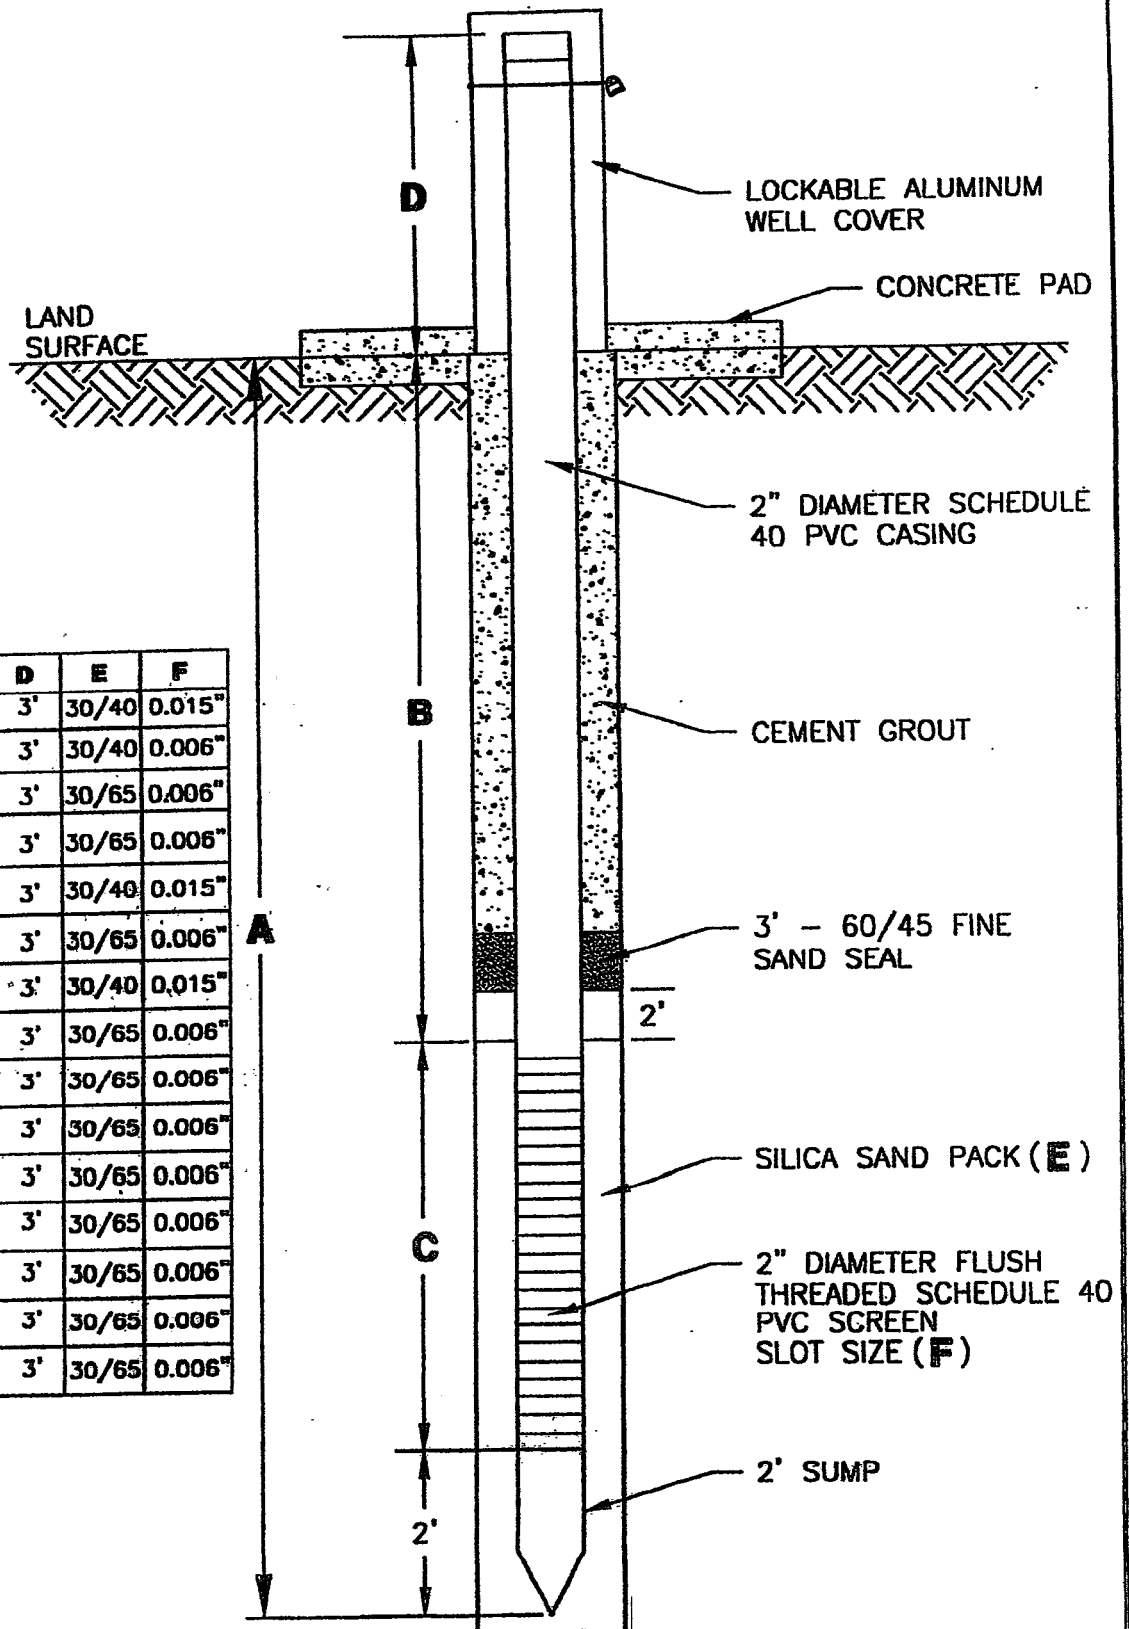 D
LOCKABLE ALUMINUM
WELL COVER
CONCRETE PAD
LAND
SURFACE
2" DIAMETER SCHEDULE
40 PVC CASING
B
CEMENT GROUT
A
3' - 60/45 FINE
SAND SEAL
2'
SILICA SAND PACK (E)
C
2" DIAMETER FLUSH
THREADED SCHEDULE 40
PVC SCREEN
SLOT SIZE (F)
2' SUMP
2'
D E F
3' 30/40 0.015"
3' 30/40 0.006"
3' 30/65 0.006"
3' 30/65 0.006"
3' 30/40 0.015"
3' 30/65 0.006"
3' 30/40 0.015"
3' 30/65 0.006"
3' 30/65 0.006"
3' 30/65 0.006"
3' 30/65 0.006"
3' 30/65 0.006"
3' 30/65 0.006"
3' 30/65 0.006"
3' 30/65 0.006"